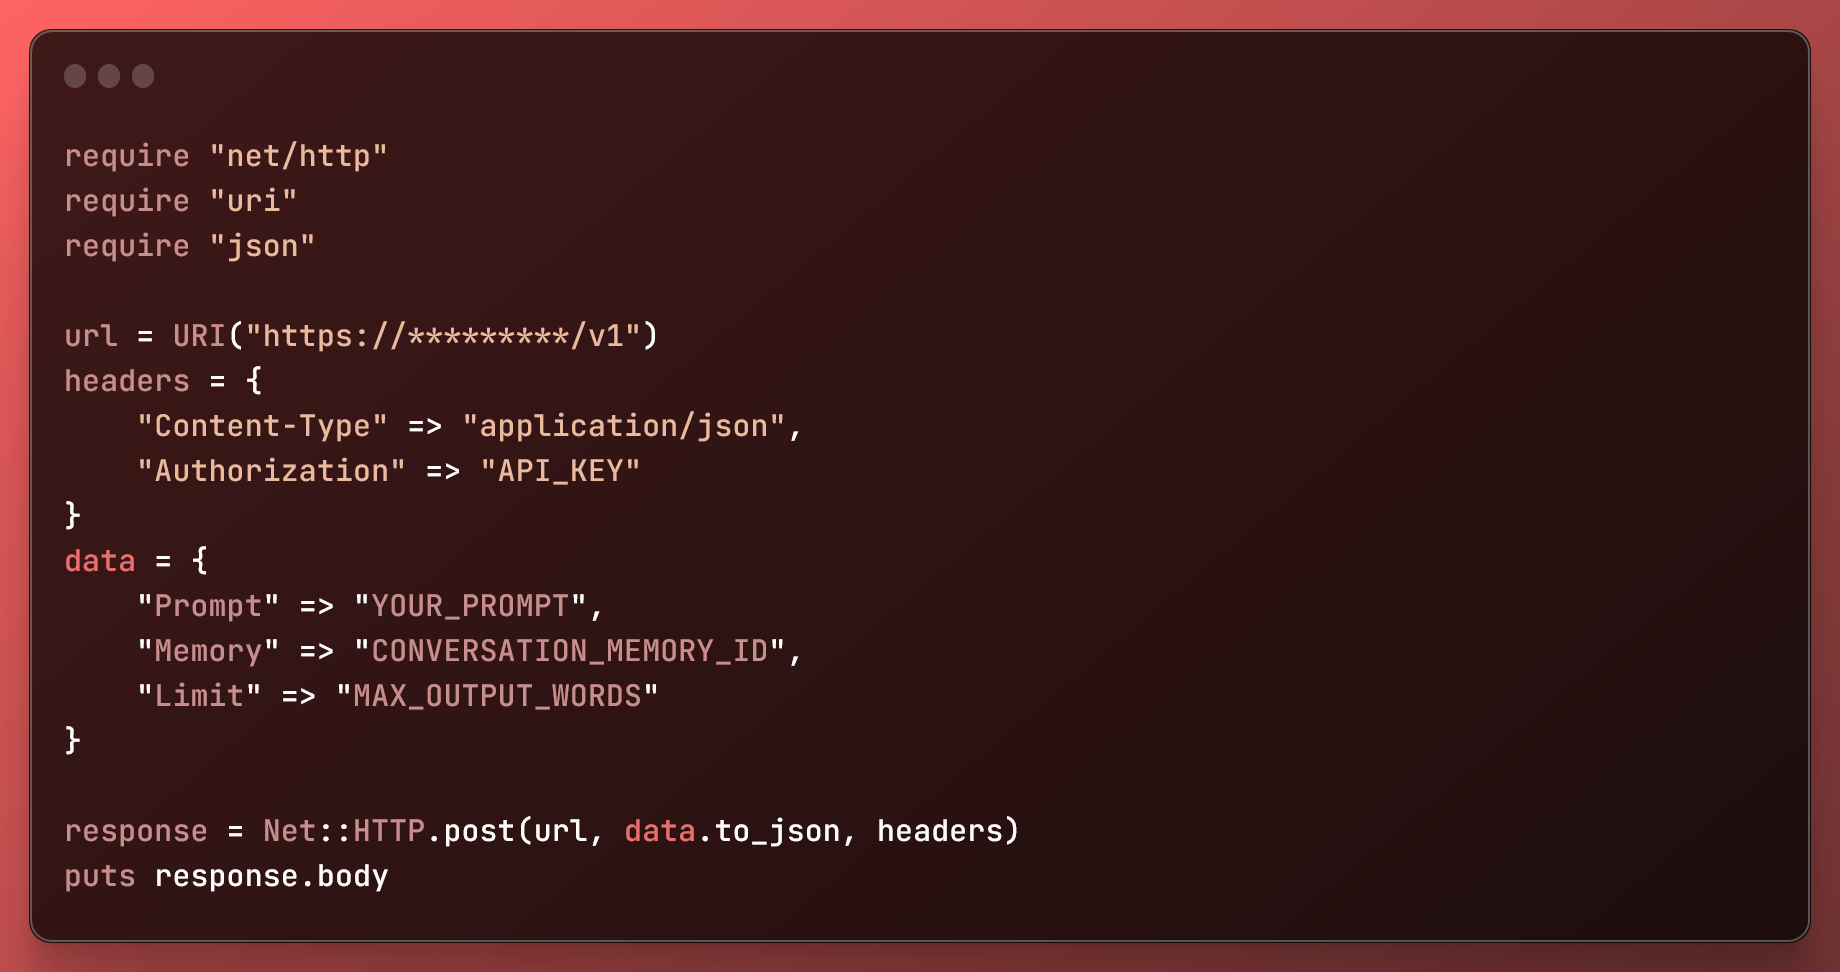 require "net/http"
require "uri"
require "json"

url = URI("https://*********/v1")
headers = {
    "Content-Type" => "application/json",
    "Authorization" => "API_KEY"
}
data = {
    "Prompt" => "YOUR_PROMPT",
    "Memory" => "CONVERSATION_MEMORY_ID",
    "Limit" => "MAX_OUTPUT_WORDS"
}

response = Net::HTTP.post(url, data.to_json, headers)
puts response.body